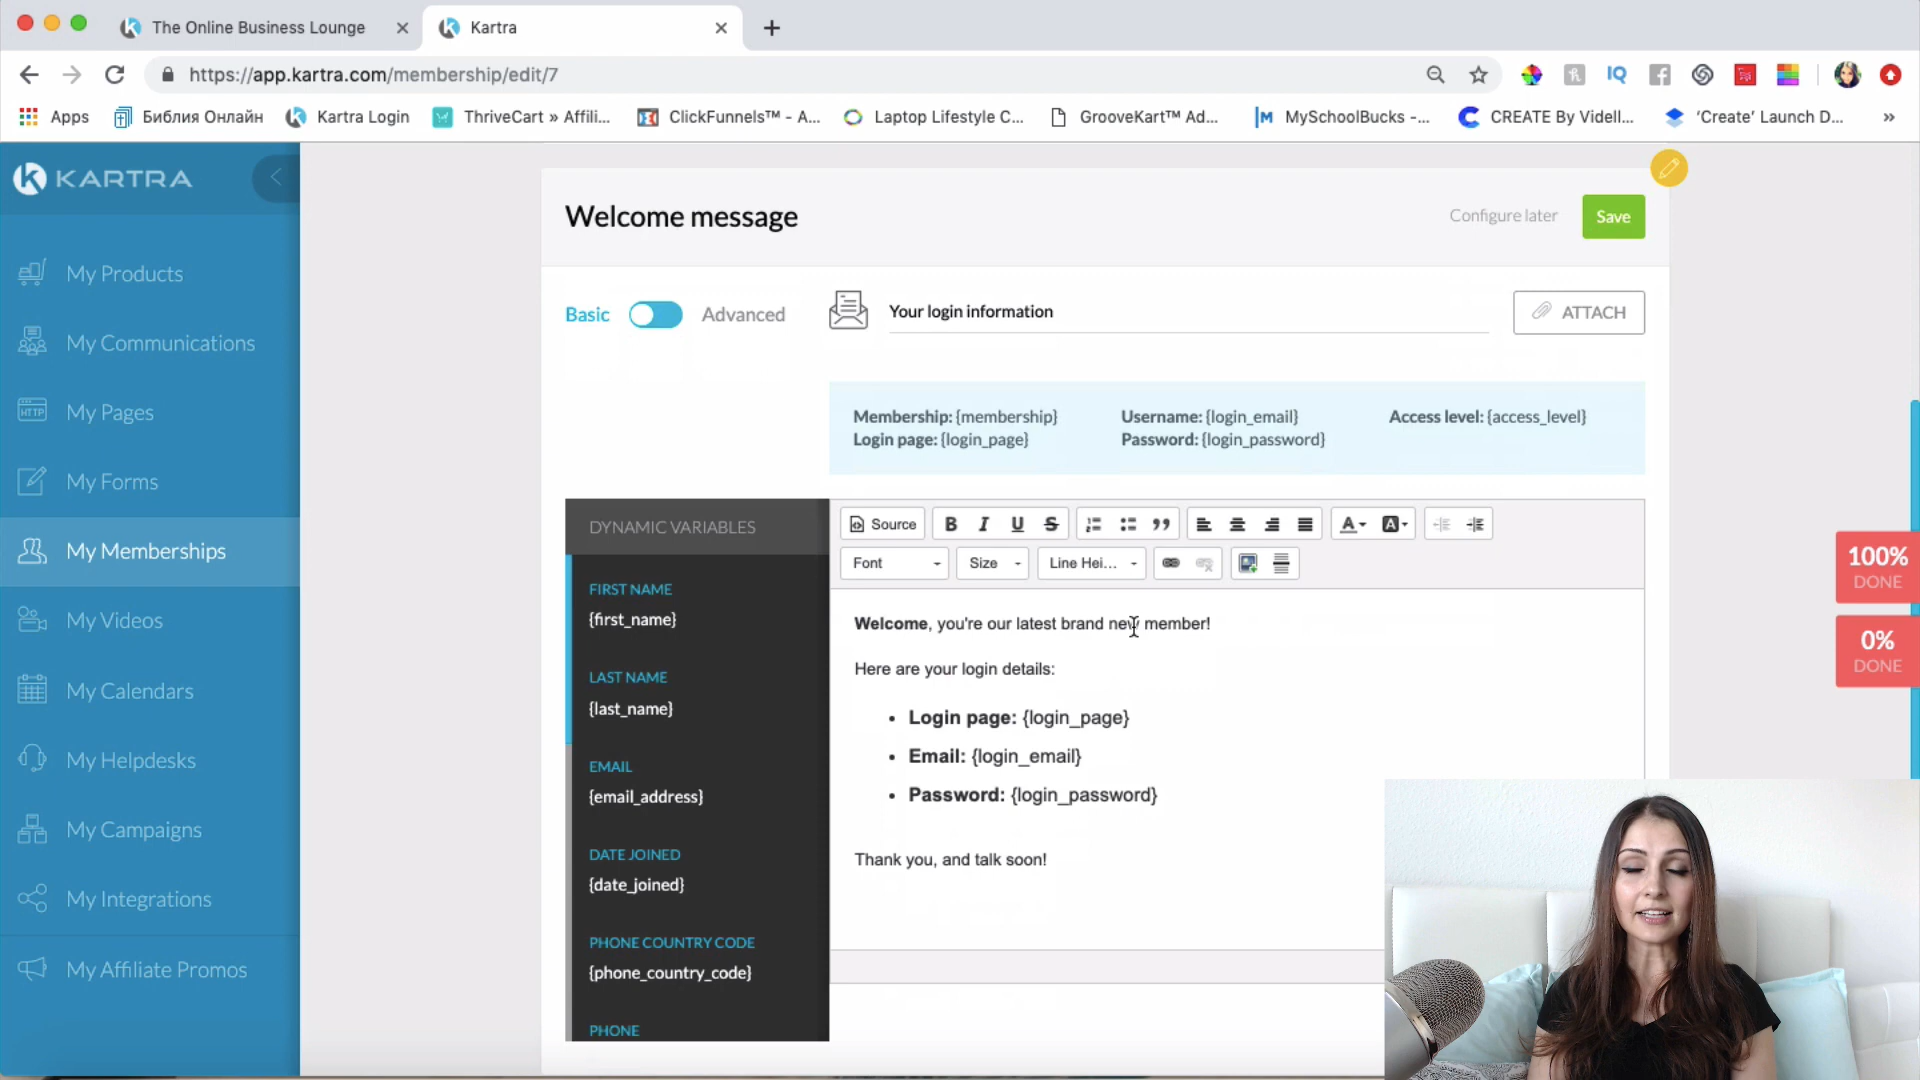 The Online Business Lounge
Kartra
https://app.kartra.com/membership/edit/7
IQ
Apps
Библия Онлайн
Kartra Login
ThriveCart » Affili...
ClickFunnels™ - A...
Laptop Lifestyle C...
GrooveKart™ Ad...
MySchoolBucks -...
CREATE By Videll...
'Create' Launch D...
»
KARTRA
My Products
My Communications
HTTP
My Pages
My Forms
My Memberships
My Videos
My Calendars
My Helpdesks
My Campaigns
My Integrations
My Affiliate Promos
Welcome message
Configure later
Save
Basic
Advanced
Your login information
ATTACH
Membership: {membership}
Username: {login_email}
Access level: {access_level}
Login page: {login_page}
Password: {login_password}
DYNAMIC VARIABLES
FIRST NAME
{first_name}
LAST NAME
{last_name}
EMAIL
{email_address}
DATE JOINED
{date_joined}
PHONE COUNTRY CODE
{phone_country_code}
PHONE
Source
B I U S
Font
Size
Line Hei...
Welcome, you're our latest brand new member!
Here are your login details:
• Login page: {login_page}
• Email: {login_email}
• Password: {login_password}
Thank you, and talk soon!
100%
DONE
0%
DONE